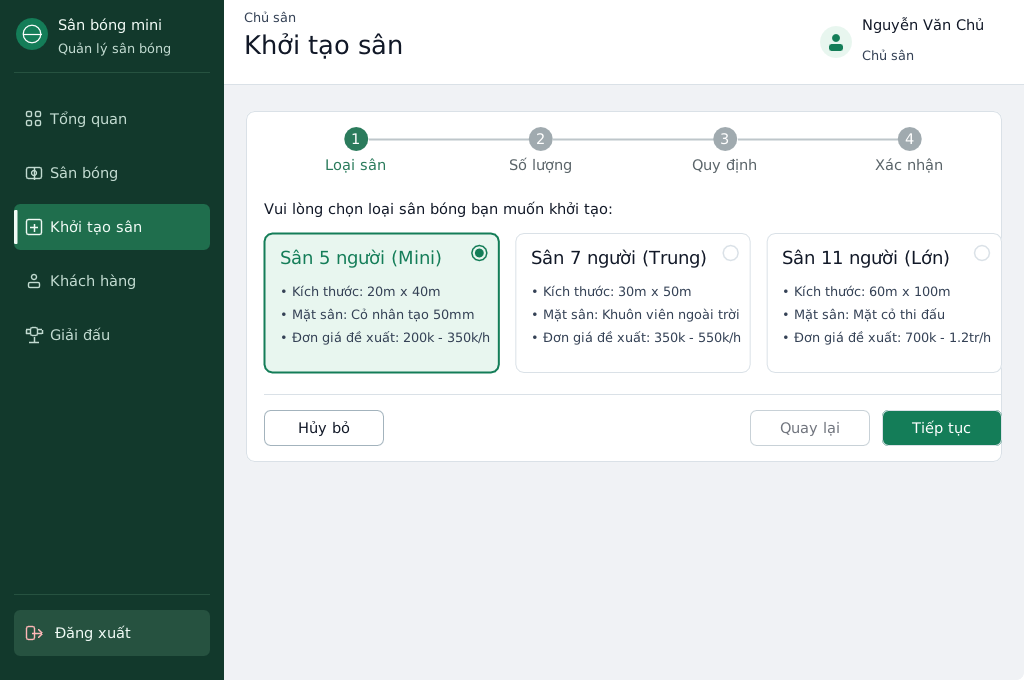 Sân bóng mini
Quản lý sân bóng
Tổng quan
Sân bóng
Khởi tạo sân
Khách hàng
Giải đấu
Đăng xuất
Chủ sân
Khởi tạo sân
Nguyễn Văn Chủ
Chủ sân
1
2
3
4
Loại sân
Số lượng
Quy định
Xác nhận
Vui lòng chọn loại sân bóng bạn muốn khởi tạo:
Sân 5 người (Mini)
• Kích thước: 20m x 40m
• Mặt sân: Cỏ nhân tạo 50mm
• Đơn giá đề xuất: 200k - 350k/h
Sân 7 người (Trung)
• Kích thước: 30m x 50m
• Mặt sân: Khuôn viên ngoài trời
• Đơn giá đề xuất: 350k - 550k/h
Sân 11 người (Lớn)
• Kích thước: 60m x 100m
• Mặt sân: Mặt cỏ thi đấu
• Đơn giá đề xuất: 700k - 1.2tr/h
Hủy bỏ
Quay lại
Tiếp tục